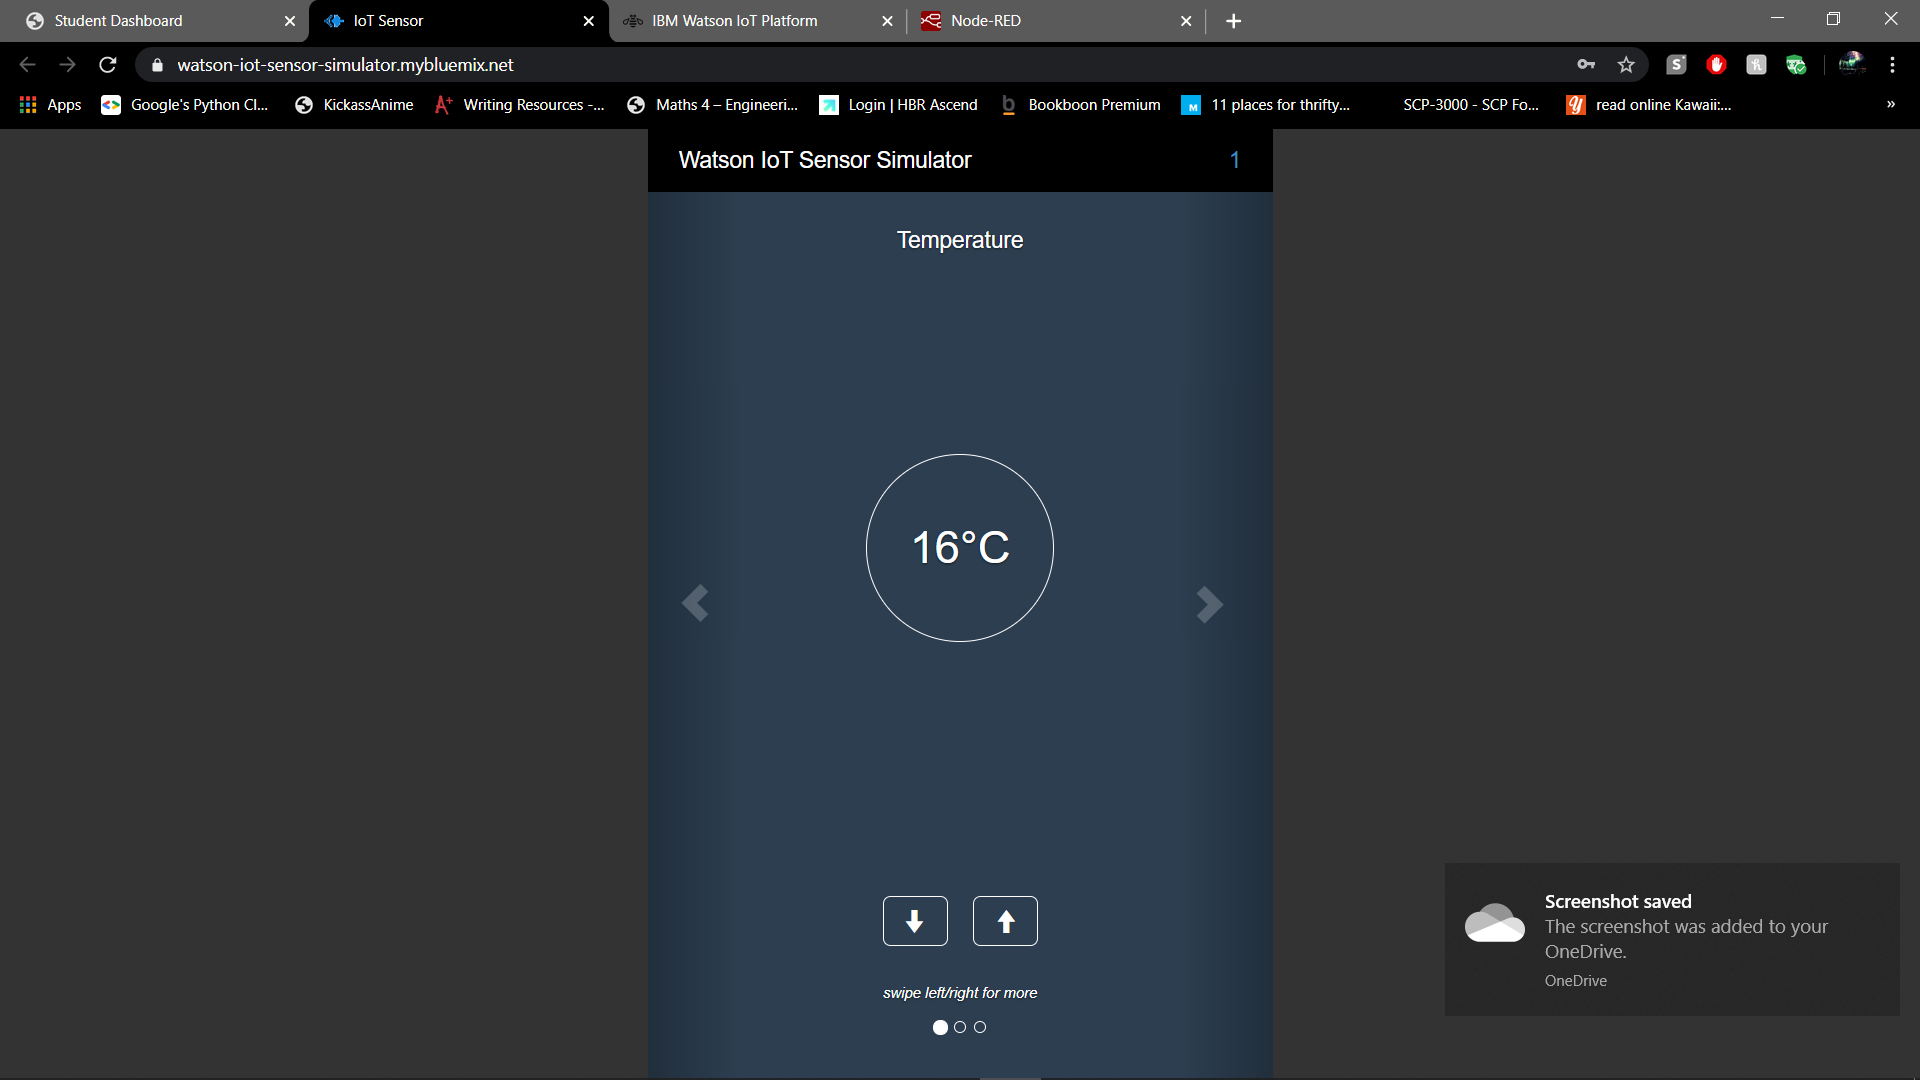 Student Dashboard
IoT Sensor
IBM Watson IoT Platform
Node-RED
watson-iot-sensor-simulator.mybluemix.net
Apps
Google's Python Cl...
KickassAnime
Writing Resources -...
Maths 4 – Engineeri...
Login | HBR Ascend
Bookboon Premium
11 places for thrifty...
SCP-3000 - SCP Fo...
read online Kawaii:...
»
Watson IoT Sensor Simulator
1
Temperature
16°C
swipe left/right for more
Screenshot saved
The screenshot was added to your
OneDrive.
OneDrive